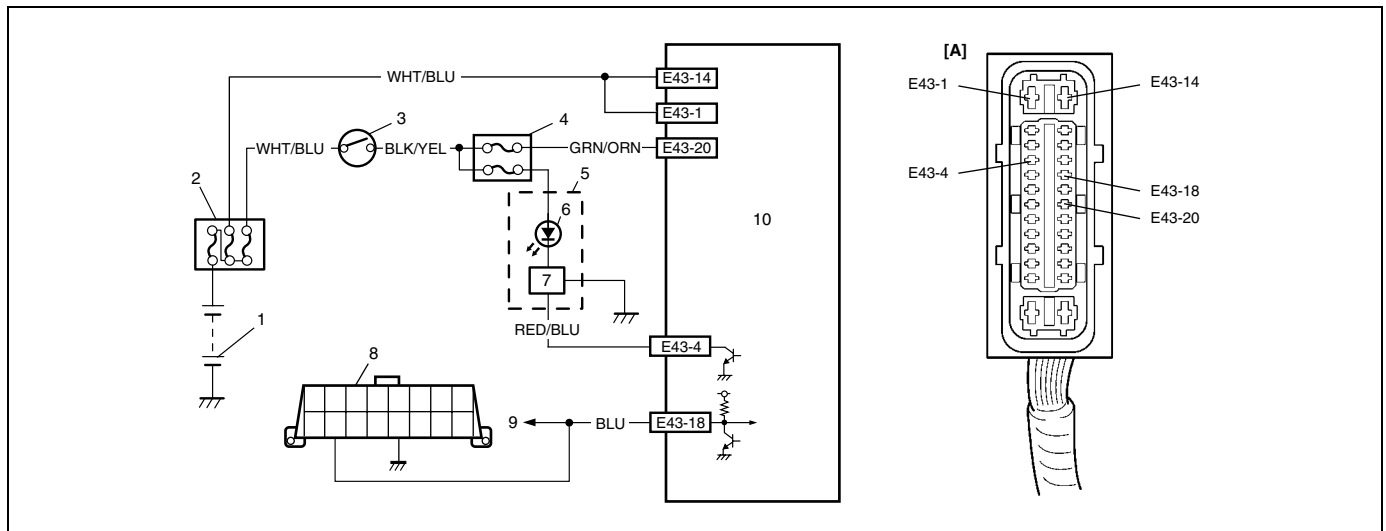 [A]
WHT/BLU
E43-14
E43-1
E43-14
E43-1
3
4
WHT/BLU
BLK/YEL
GRN/ORN
E43-20
E43-4
5
2
6
E43-18
10
E43-20
7
RED/BLU
1
E43-4
8
9
BLU
E43-18